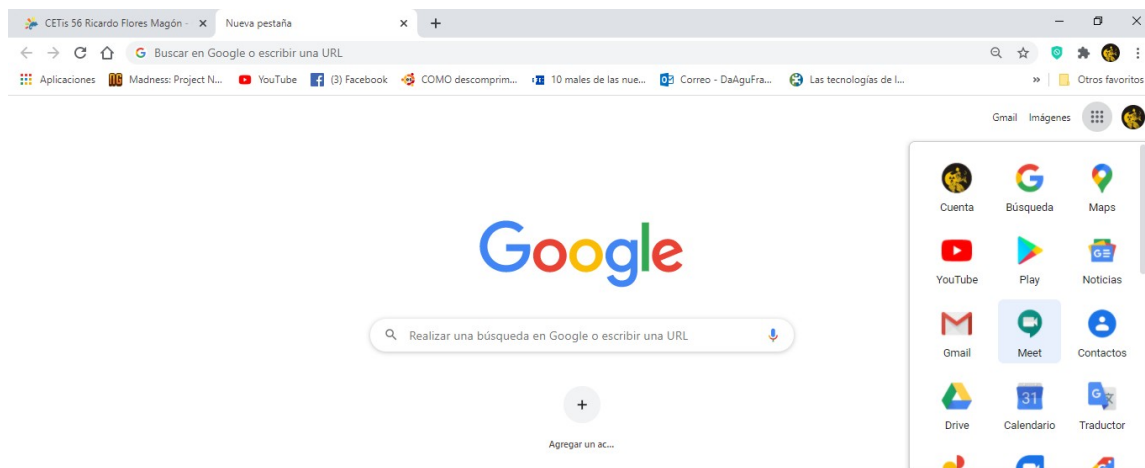 CETis 56 Ricardo Flores Magón -
Nueva pestaña
Buscar en Google o escribir una URL
Aplicaciones
Madness: Project N...
YouTube
(3) Facebook
COMO descomprim...
10 males de las nue...
Correo - DaAguFra...
Las tecnologías de l...
»
Otros favoritos
Gmail Imágenes
Cuenta Búsqueda Maps
YouTube Play Noticias
Gmail Meet Contactos
31
Drive Calendario Traductor
Google
Realizar una búsqueda en Google o escribir una URL
Agregar un ac...